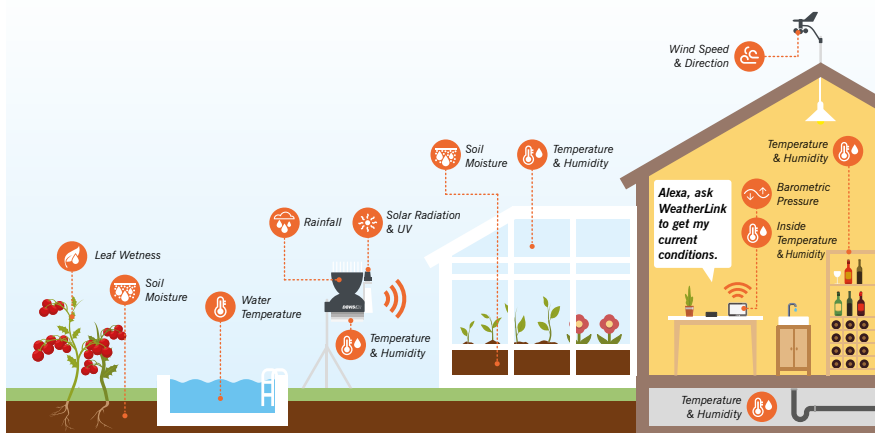 Wind Speed
& Direction
Soil
Moisture
Temperature
& Humidity
Temperature
& Humidity
Alexa, ask
WeatherLink
to get my
current
conditions.
Barometric
Pressure
Inside
Temperature
& Humidity
Rainfall
Solar Radiation
& UV
Leaf Wetness
Soil
Moisture
Water
Temperature
DAVIS
Temperature
& Humidity
Temperature
& Humidity